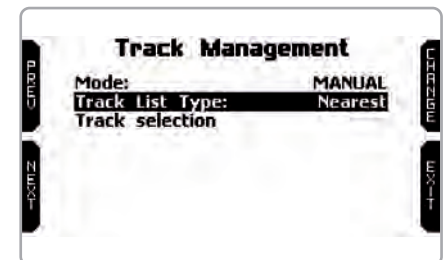 Track Management
PREV
CHANGE
Mode: MANUAL
Track List Type: Nearest
Track selection
NEXT
EXIT